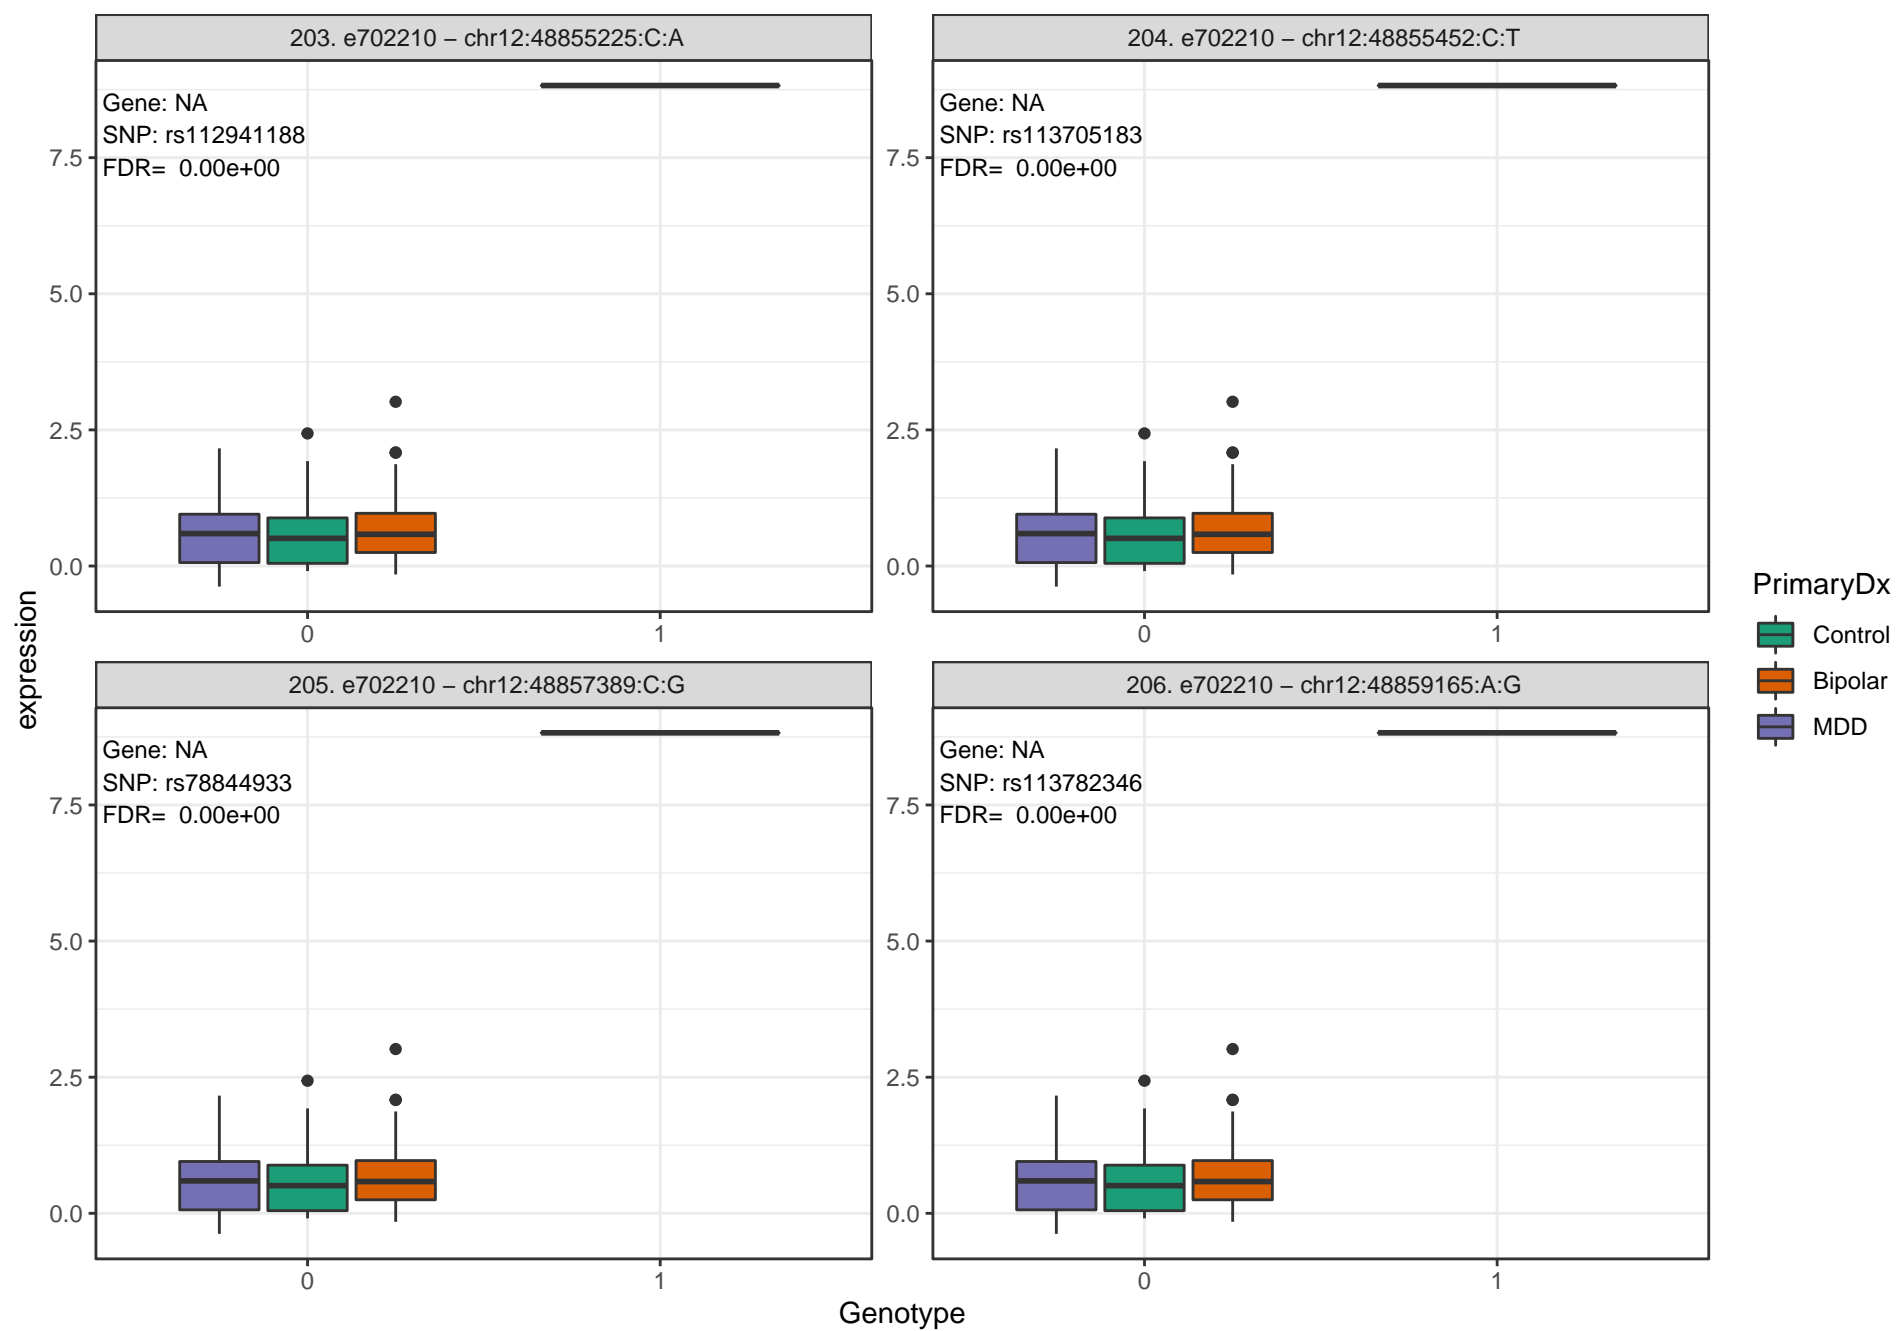 203. e702210 – chr12:48855225:C:A
204. e702210 – chr12:48855452:C:T
Gene: NA
SNP: rs112941188
FDR=  0.00e+00
Gene: NA
SNP: rs113705183
FDR=  0.00e+00
7.5
5.0
2.5
0.0
7.5
5.0
2.5
0.0
0
1
0
1
205. e702210 – chr12:48857389:C:G
206. e702210 – chr12:48859165:A:G
Gene: NA
SNP: rs78844933
FDR=  0.00e+00
Gene: NA
SNP: rs113782346
FDR=  0.00e+00
7.5
5.0
2.5
0.0
7.5
5.0
2.5
0.0
0
1
0
1
expression
Genotype
PrimaryDx
Control
Bipolar
MDD